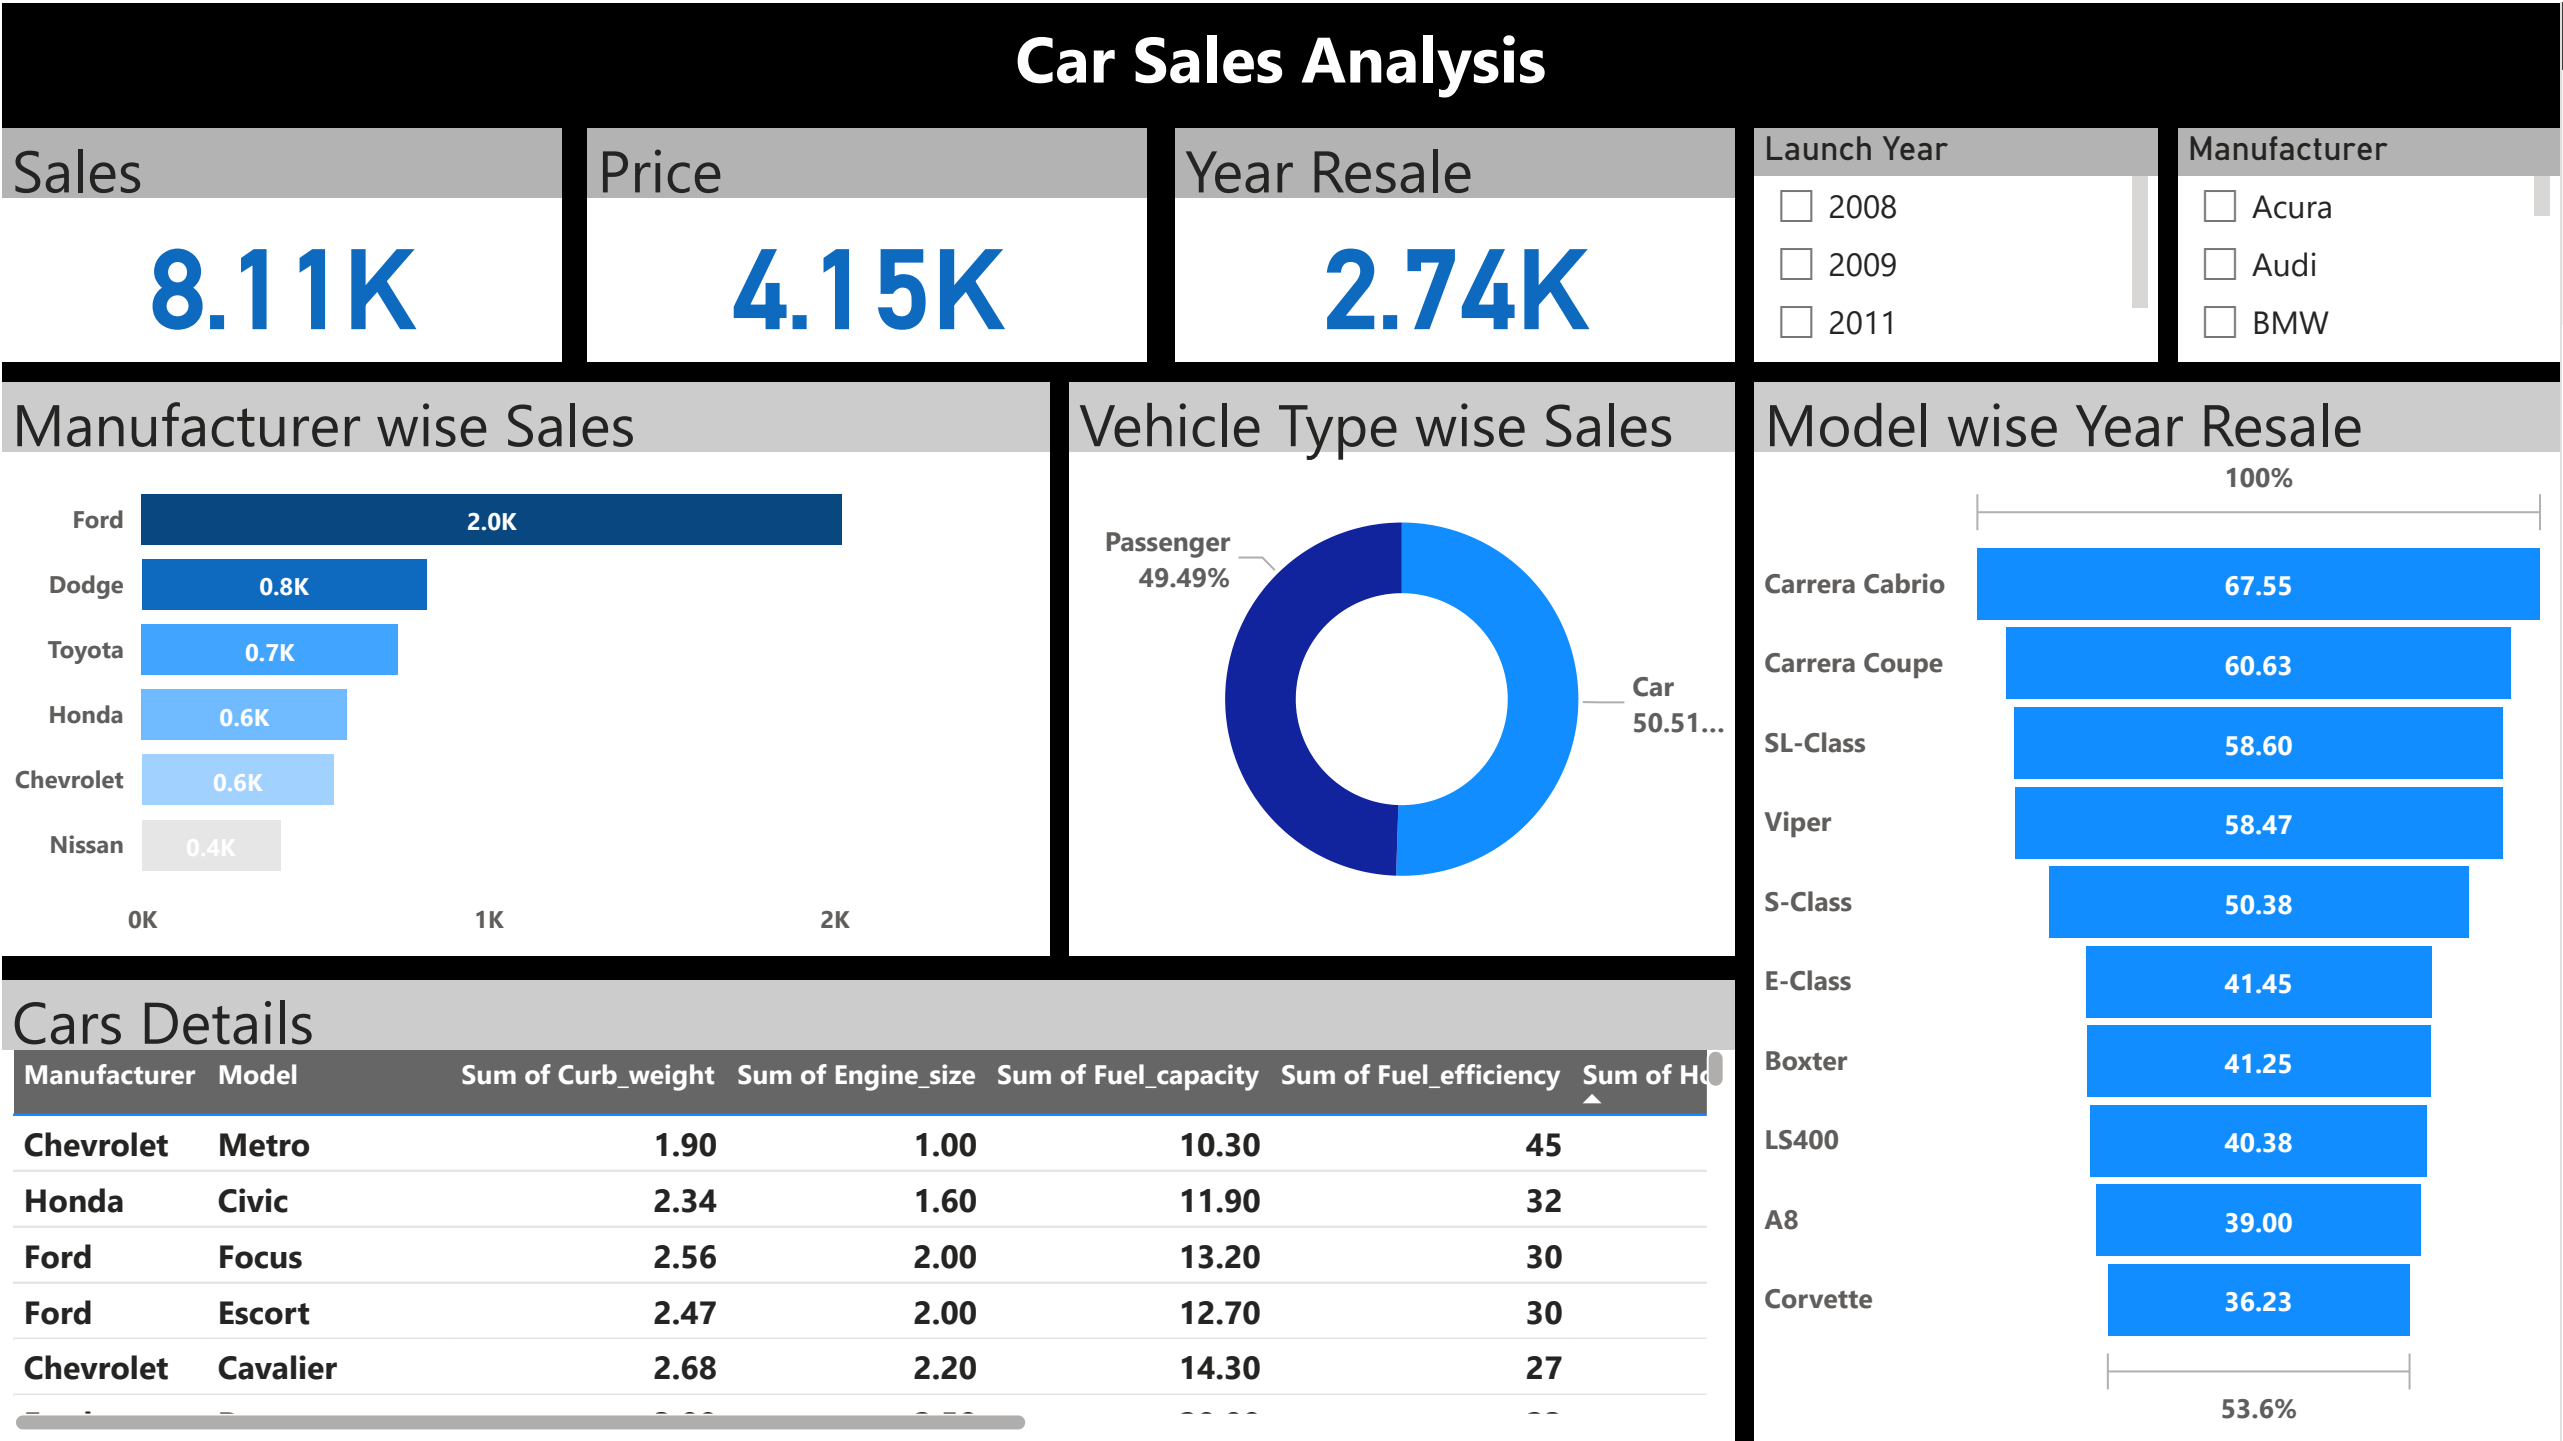 Car Sales Analysis
Sales
8.11K
Price
4.15K
Year Resale
2.74K
Launch Year
2008
2009
2011
Manufacturer
Acura
Audi
BMW
Manufacturer wise Sales
Ford 2.0K
Dodge 0.8K
Toyota 0.7K
Honda 0.6K
Chevrolet 0.6K
Nissan 0.4K
0K 1K 2K
Vehicle Type wise Sales
Passenger
49.49%
Car
50.51...
Model wise Year Resale
100%
Carrera Cabrio 67.55
Carrera Coupe 60.63
SL-Class 58.60
Viper 58.47
S-Class 50.38
E-Class 41.45
Boxter 41.25
LS400 40.38
A8 39.00
Corvette 36.23
53.6%
Cars Details
Manufacturer Model Sum of Curb_weight Sum of Engine_size Sum of Fuel_capacity Sum of Fuel_efficiency Sum of
Chevrolet Metro 1.90 1.00 10.30 45
Honda Civic 2.34 1.60 11.90 32
Ford Focus 2.56 2.00 13.20 30
Ford Escort 2.47 2.00 12.70 30
Chevrolet Cavalier 2.68 2.20 14.30 27